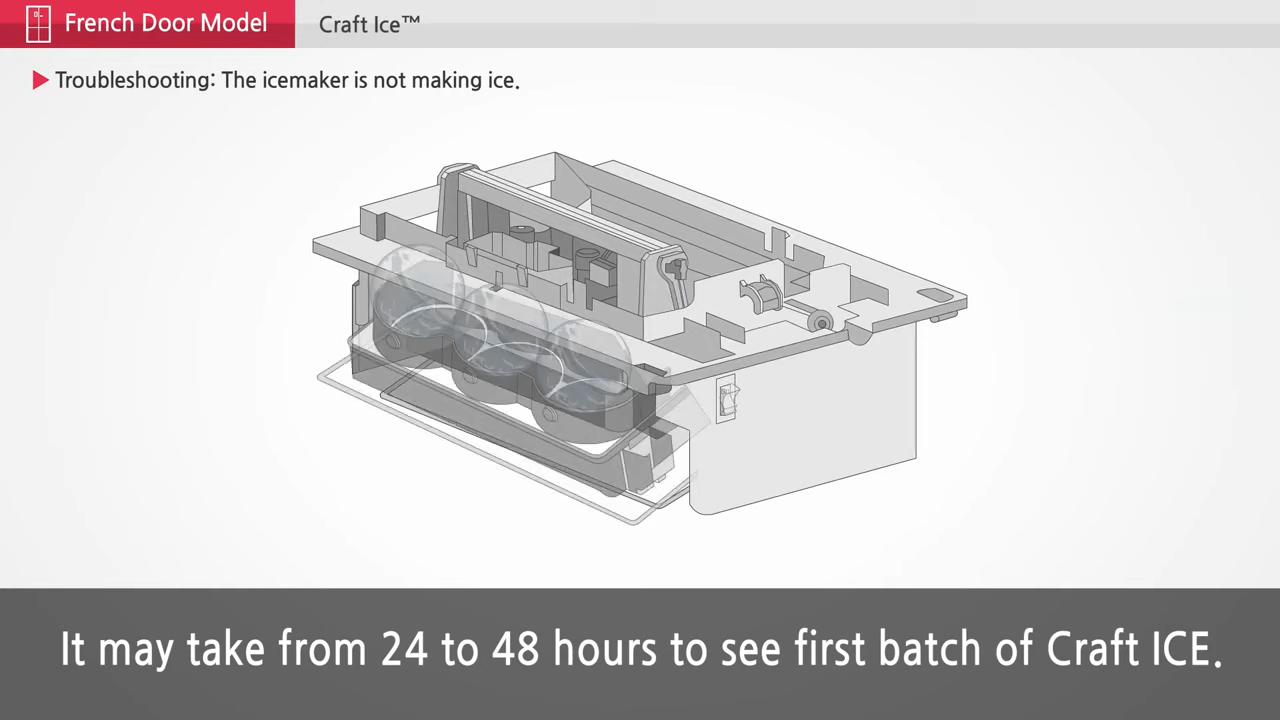 French Door Model
Craft Ice™
Troubleshooting: The icemaker is not making ice.
It may take from 24 to 48 hours to see first batch of Craft ICE.